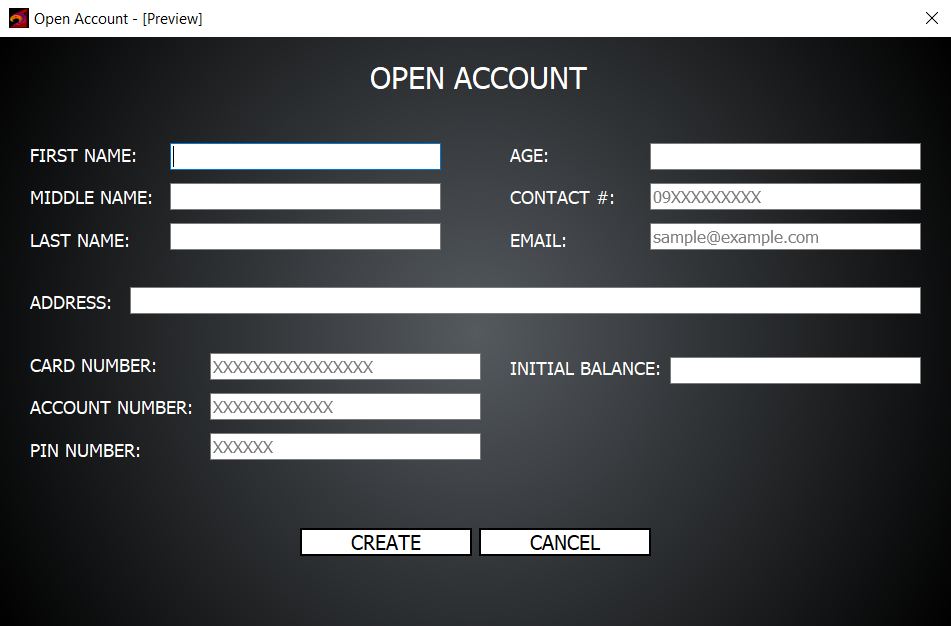 Open Account - [Preview]
OPEN ACCOUNT
FIRST NAME:
AGE:
MIDDLE NAME:
CONTACT #: 09XXXXXXXXX
LAST NAME:
EMAIL: sample@example.com
ADDRESS:
CARD NUMBER: XXXXXXXXXXXXXXXX
INITIAL BALANCE:
ACCOUNT NUMBER: XXXXXXXXXXXX
PIN NUMBER: XXXXXX
CREATE
CANCEL